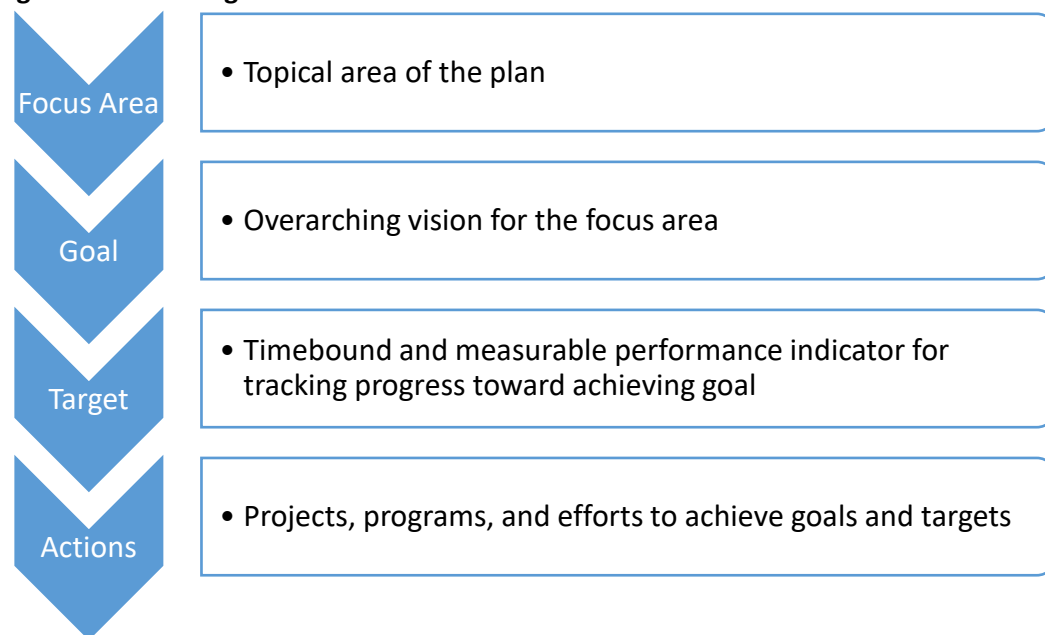 Focus Area
• Topical area of the plan
Goal
• Overarching vision for the focus area
Target
• Timebound and measurable performance indicator for
tracking progress toward achieving goal
Actions
• Projects, programs, and efforts to achieve goals and targets